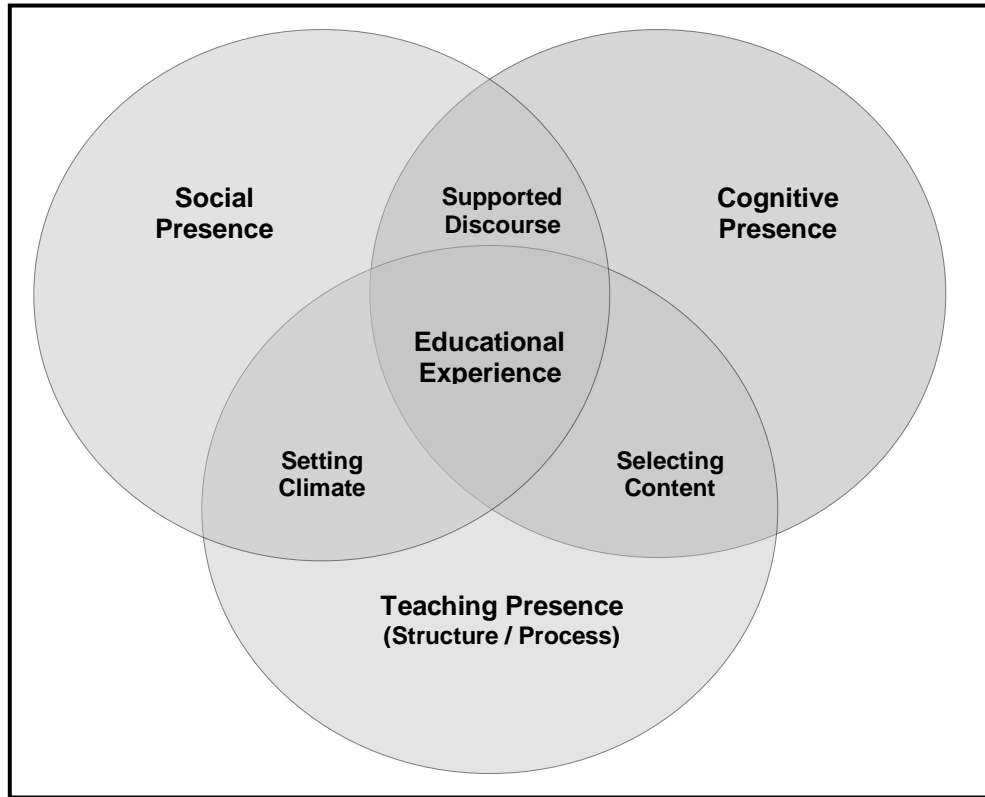 Social
Presence
Supported
Discourse
Cognitive
Presence
Educational
Experience
Setting
Climate
Selecting
Content
Teaching Presence
(Structure / Process)